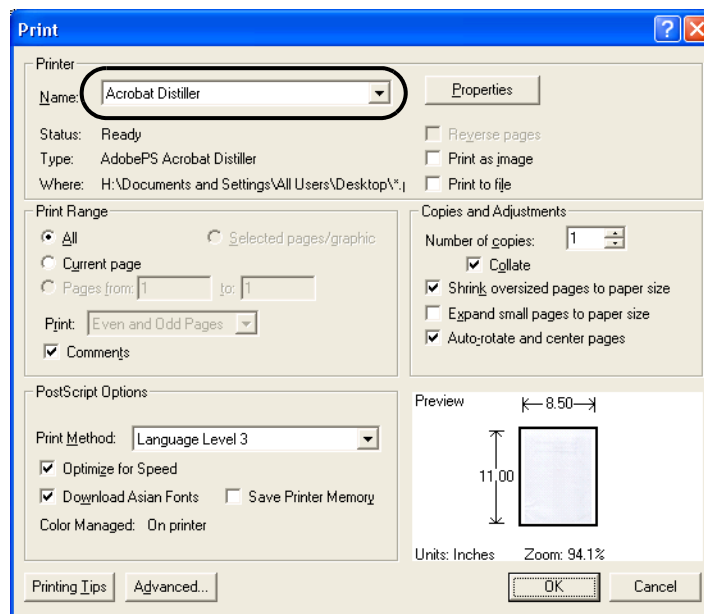 Print
Printer
Name: Acrobat Distiller Properties
Status: Ready Reverse pages
Type: AdobePS Acrobat Distiller Print as image
Where: H:\Documents and Settings\All Users\Desktop\*.p Print to file
Print Range
All Selected pages/graphic
Current page
Pages from: 1 to: 1
Print: Even and Odd Pages
Comments
Copies and Adjustments
Number of copies: 1
Collate
Shrink oversized pages to paper size
Expand small pages to paper size
Auto-rotate and center pages
PostScript Options
Print Method: Language Level 3
Optimize for Speed
Download Asian Fonts Save Printer Memory
Color Managed: On printer
Preview
8.50
11.00
Units: Inches Zoom: 94.1%
Printing Tips Advanced... OK Cancel